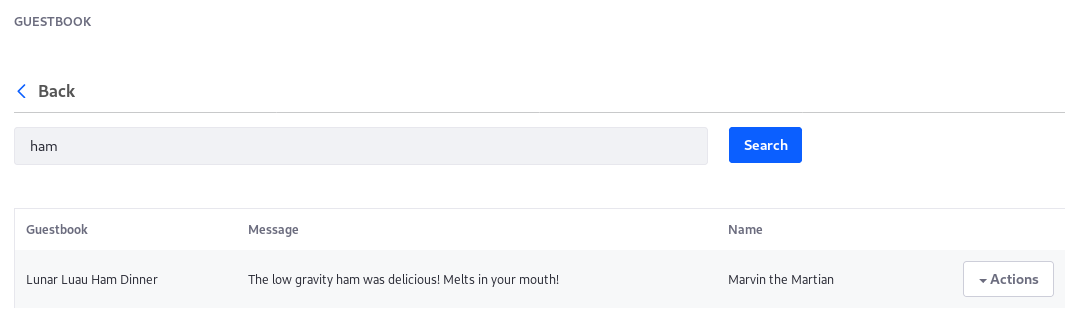 GUESTBOOK
Back
ham
Search
Guestbook Message Name
Lunar Luau Ham Dinner The low gravity ham was delicious! Melts in your mouth! Marvin the Martian Actions